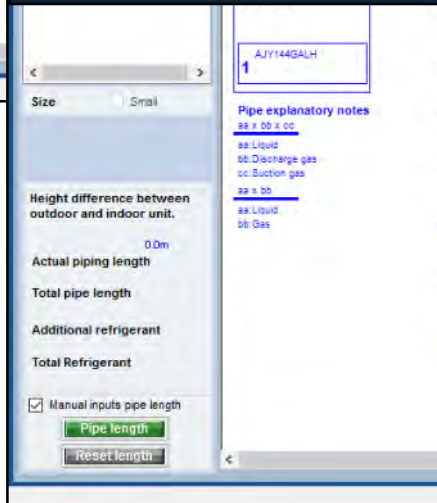 Size Small
Height difference between
outdoor and indoor unit.
0.0m
Actual piping length
Total pipe length
Additional refrigerant
Total Refrigerant
Manual inputs pipe length
Pipe length
Reset length
AJY144GALH
1
Pipe explanatory notes
aa x bb x cc
aa:Liquid
bb:Discharge gas
cc:Suction gas
aa x bb
aa:Liquid
bb:Gas